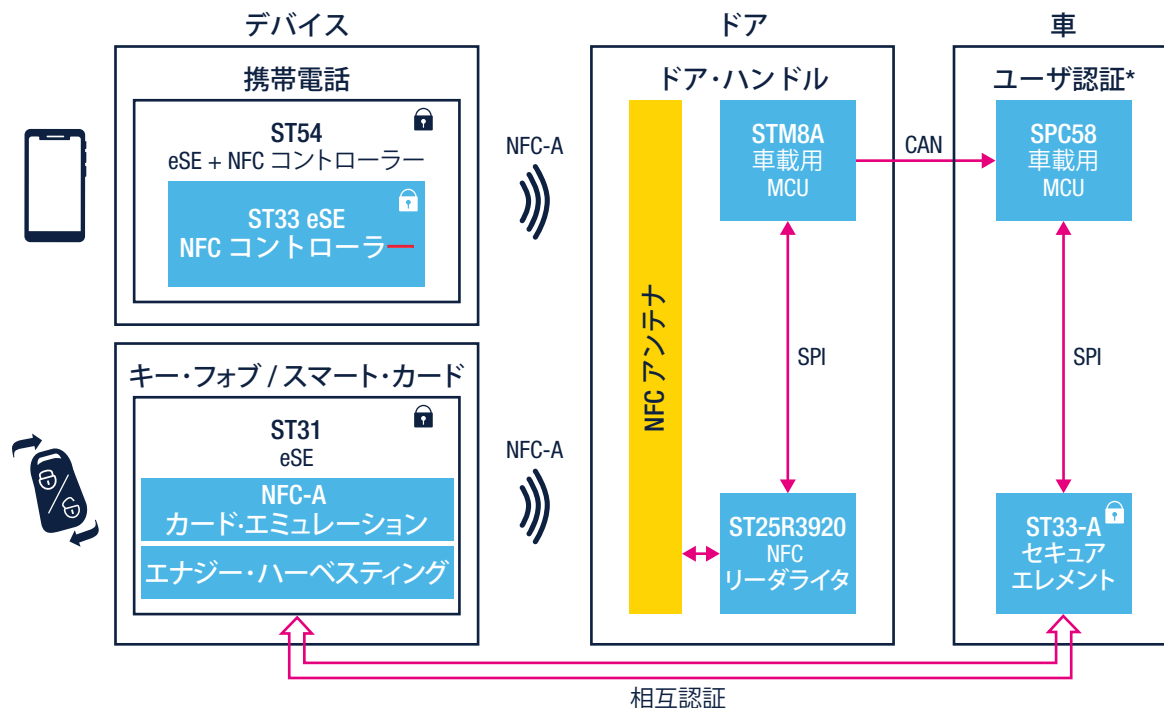 デバイス
携帯電話
ST54
eSE + NFC コントローラー
ST33 eSE
NFC コントローラー
NFC-A
キー・フォブ / スマート・カード
ST31
eSE
NFC-A
カード・エミュレーション
エナジー・ハーベスティング
NFC-A
ドア
ドア・ハンドル
NFC アンテナ
STM8A
車載用
MCU
SPI
ST25R3920
NFC
リーダライタ
CAN
車
ユーザ認証*
SPC58
車載用
MCU
SPI
ST33-A
セキュア
エレメント
相互認証